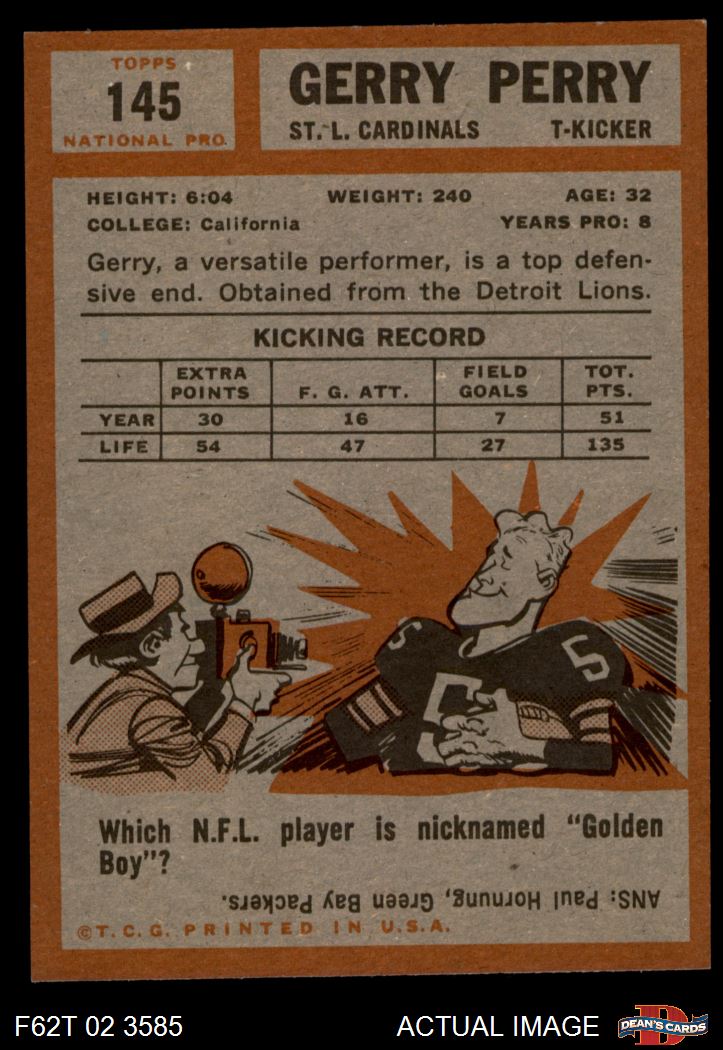 TOPPS
145
NATIONAL PRO.
GERRY PERRY
ST. L. CARDINALS T-KICKER
HEIGHT: 6:04 WEIGHT: 240 AGE: 32
COLLEGE: California YEARS PRO: 8
Gerry, a versatile performer, is a top defen-
sive end. Obtained from the Detroit Lions.
KICKING RECORD
EXTRA POINTS F. G. ATT. FIELD GOALS TOT. PTS.
YEAR 30 16 7 51
LIFE 54 47 27 135
5 5
5
Which N.F.L. player is nicknamed "Golden
Boy"?
ANS: Paul Hornung, Green Bay Packers.
©T.C.G. PRINTED IN U.S.A.
F62T 02 3585 ACTUAL IMAGE D DEAN'S CARDS